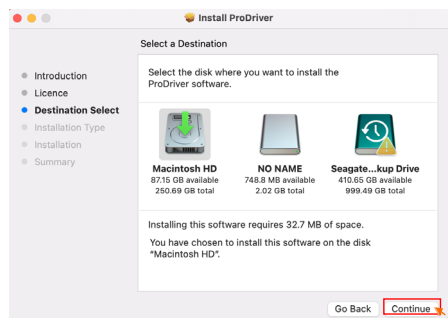 Install ProDriver
Select a Destination
Introduction
Licence
Destination Select
Installation Type
Installation
Summary
Select the disk where you want to install the
ProDriver software.
Macintosh HD
87.15 GB available
250.69 GB total
NO NAME
748.8 MB available
2.02 GB total
Seagate...kup Drive
410.65 GB available
999.49 GB total
Installing this software requires 32.7 MB of space.
You have chosen to install this software on the disk
“Macintosh HD”.
Go Back
Continue